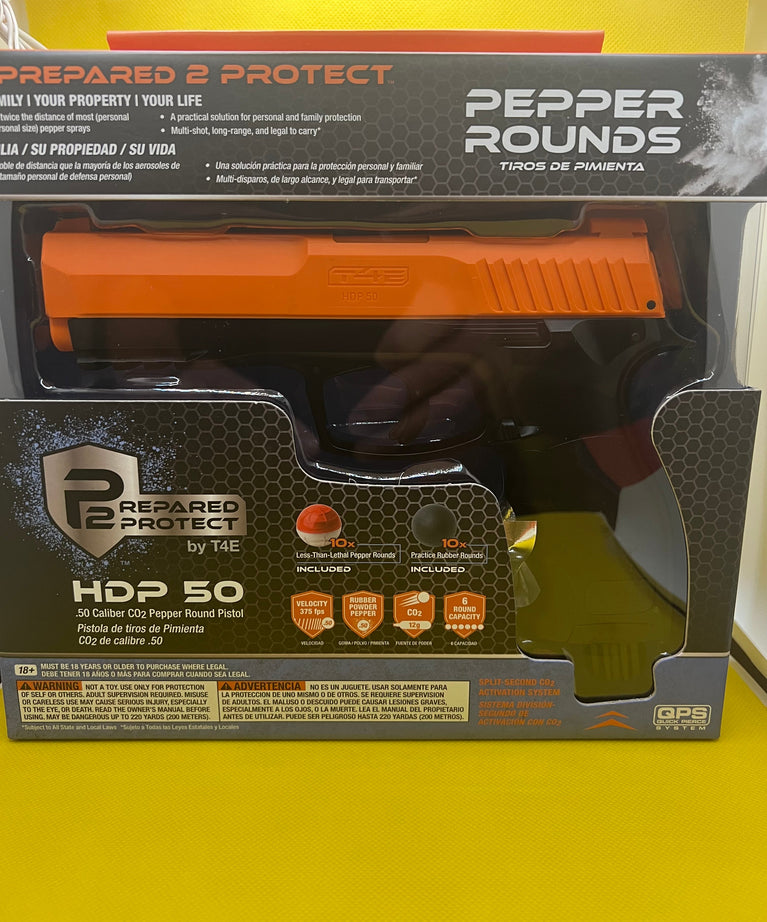 PREPARED 2 PROTECT™
MILY | YOUR PROPERTY | YOUR LIFE
twice the distance of most (personal
rsonal size) pepper sprays
• A practical solution for personal and family protection
• Multi-shot, long-range, and legal to carry*
ILIA / SU PROPIEDAD / SU VIDA
oble de distancia que la mayoría de los aerosoles de
tamaño personal de defensa personal)
• Una solución práctica para la protección personal y familiar
• Multi-disparos, de largo alcance, y legal para transportar*
PEPPER
ROUNDS
TIROS DE PIMIENTA
T4E
HDP 50
P2
REPARED
PROTECT
by T4E
™
HDP 50
.50 Caliber CO2 Pepper Round Pistol
Pistola de tiros de Pimienta
CO2 de calibre .50
10x
Less-Than-Lethal Pepper Rounds
INCLUDED
10x
Practice Rubber Rounds
INCLUDED
VELOCITY
375 fps
.50
VELOCIDAD
RUBBER
POWDER
PEPPER
.50
GOMA / POLVO / PIMIENTA
CO2
12g
FUENTE DE PODER
6
ROUND
CAPACITY
6 CAPACIDAD
18+
MUST BE 18 YEARS OR OLDER TO PURCHASE WHERE LEGAL.
DEBE TENER 18 AÑOS O MÁS PARA COMPRAR CUANDO SEA LEGAL.
WARNING NOT A TOY. USE ONLY FOR PROTECTION
OF SELF OR OTHERS. ADULT SUPERVISION REQUIRED. MISUSE
OR CARELESS USE MAY CAUSE SERIOUS INJURY, ESPECIALLY
TO THE EYE, OR DEATH. READ THE OWNER'S MANUAL BEFORE
USING. MAY BE DANGEROUS UP TO 220 YARDS (200 METERS).
ADVERTENCIA NO ES UN JUGUETE. USAR SOLAMENTE PARA
LA PROTECCION DE UNO MISMO O DE OTROS. SE REQUIERE SUPERVISION
DE ADULTOS. EL MALUSO O DESCUIDO PUEDE CAUSAR LESIONES GRAVES,
ESPECIALMENTE A LOS OJOS, O LA MUERTE. LEA EL MANUAL DEL PROPIETARIO
ANTES DE UTILIZAR. PUEDE SER PELIGROSO HASTA 220 YARDAS (200 METROS).
*Subject to All State and Local Laws *Sujeto a Todas las Leyes Estatales y Locales
SPLIT-SECOND CO2
ACTIVATION SYSTEM
SISTEMA DIVISIÓN-
SEGUNDO DE
ACTIVACIÓN CON CO2
QPS
QUICK PIERCE
SYSTEM